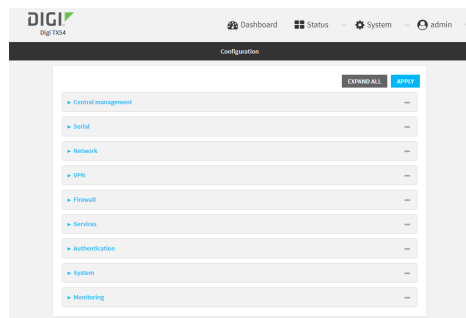 DIGI
Digi TX54
Dashboard Status System admin
Configuration
EXPAND ALL APPLY
Central management
Serial
Network
VPN
Firewall
Services
Authentication
System
Monitoring